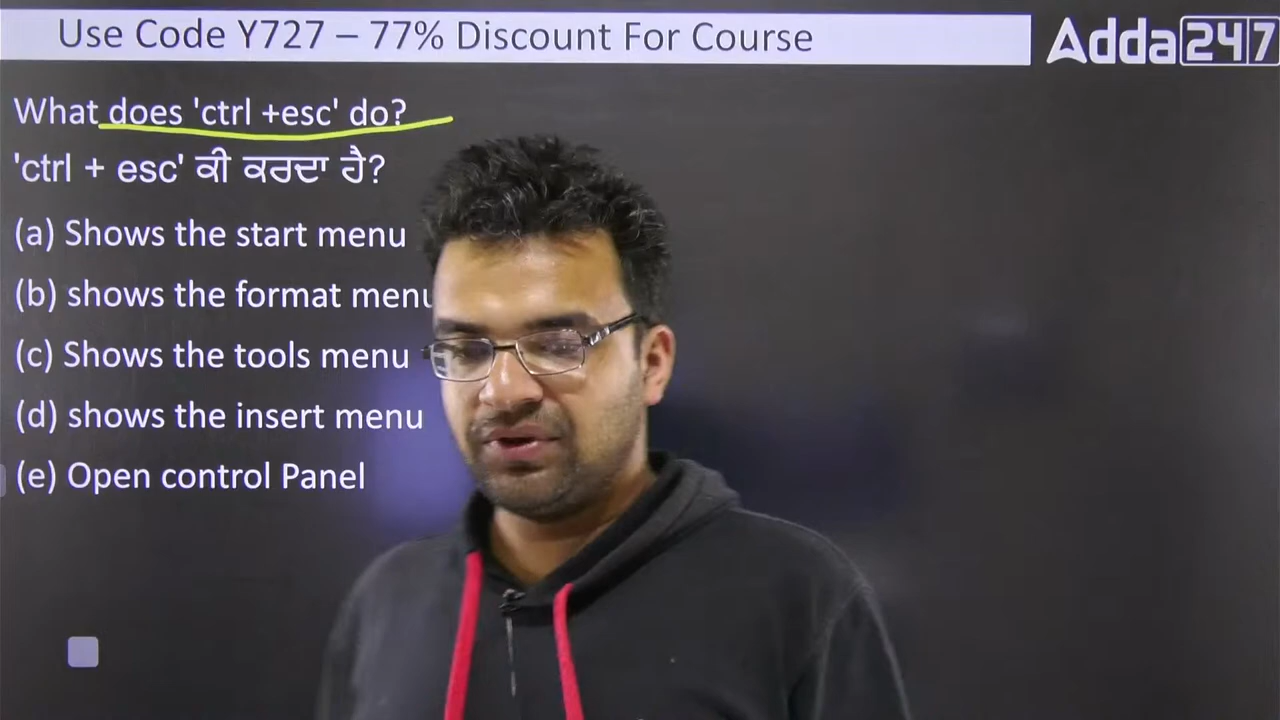 Use Code Y727 – 77% Discount For Course
Adda247
What does 'ctrl +esc' do?
'ctrl + esc' ਕੀ ਕਰਦਾ ਹੈ?
(a) Shows the start menu
(b) shows the format menu
(c) Shows the tools menu
(d) shows the insert menu
(e) Open control Panel